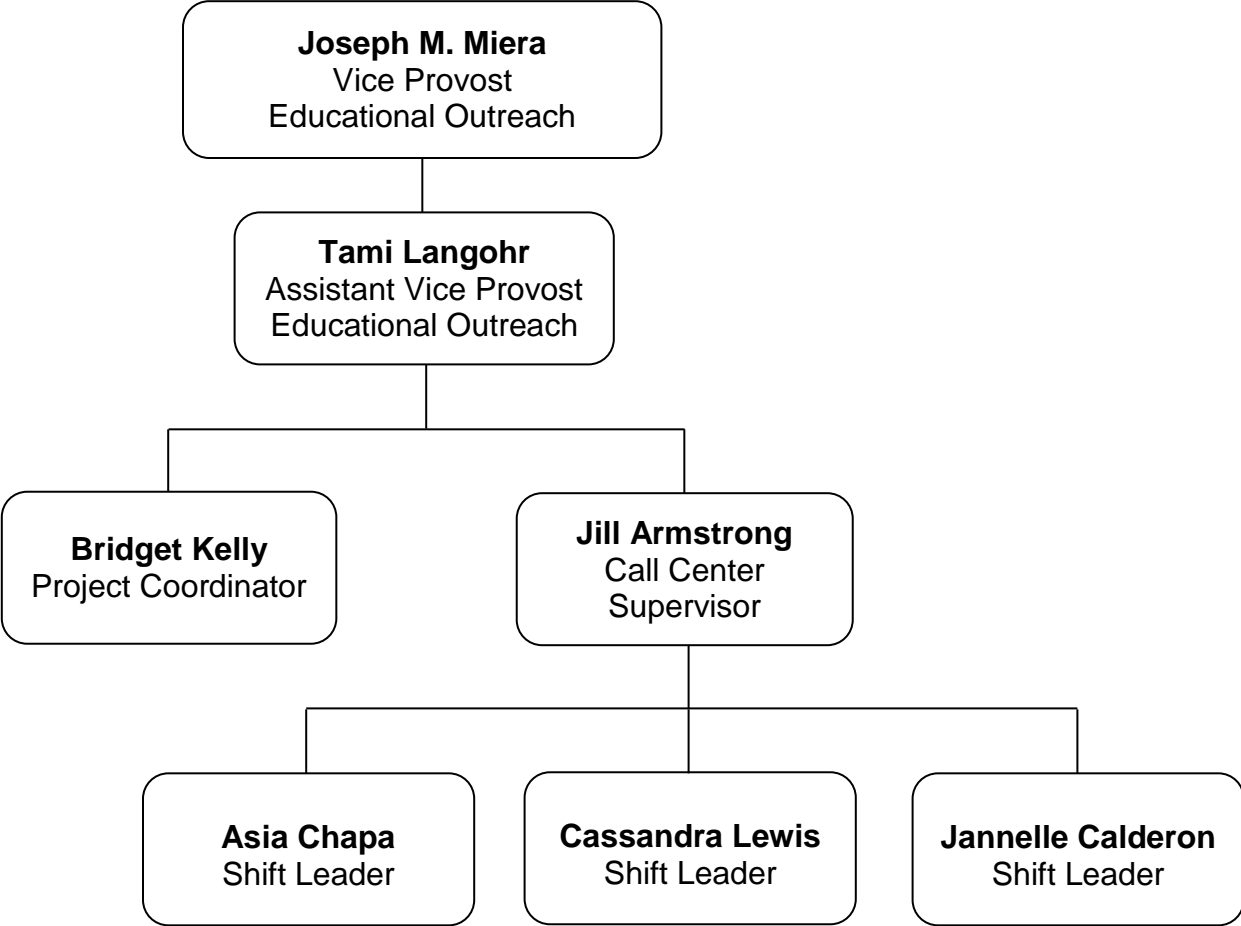 Joseph M. Miera
Vice Provost
Educational Outreach
Tami Langohr
Assistant Vice Provost
Educational Outreach
Bridget Kelly
Project Coordinator
Jill Armstrong
Call Center
Supervisor
Asia Chapa
Shift Leader
Cassandra Lewis
Shift Leader
Jannelle Calderon
Shift Leader